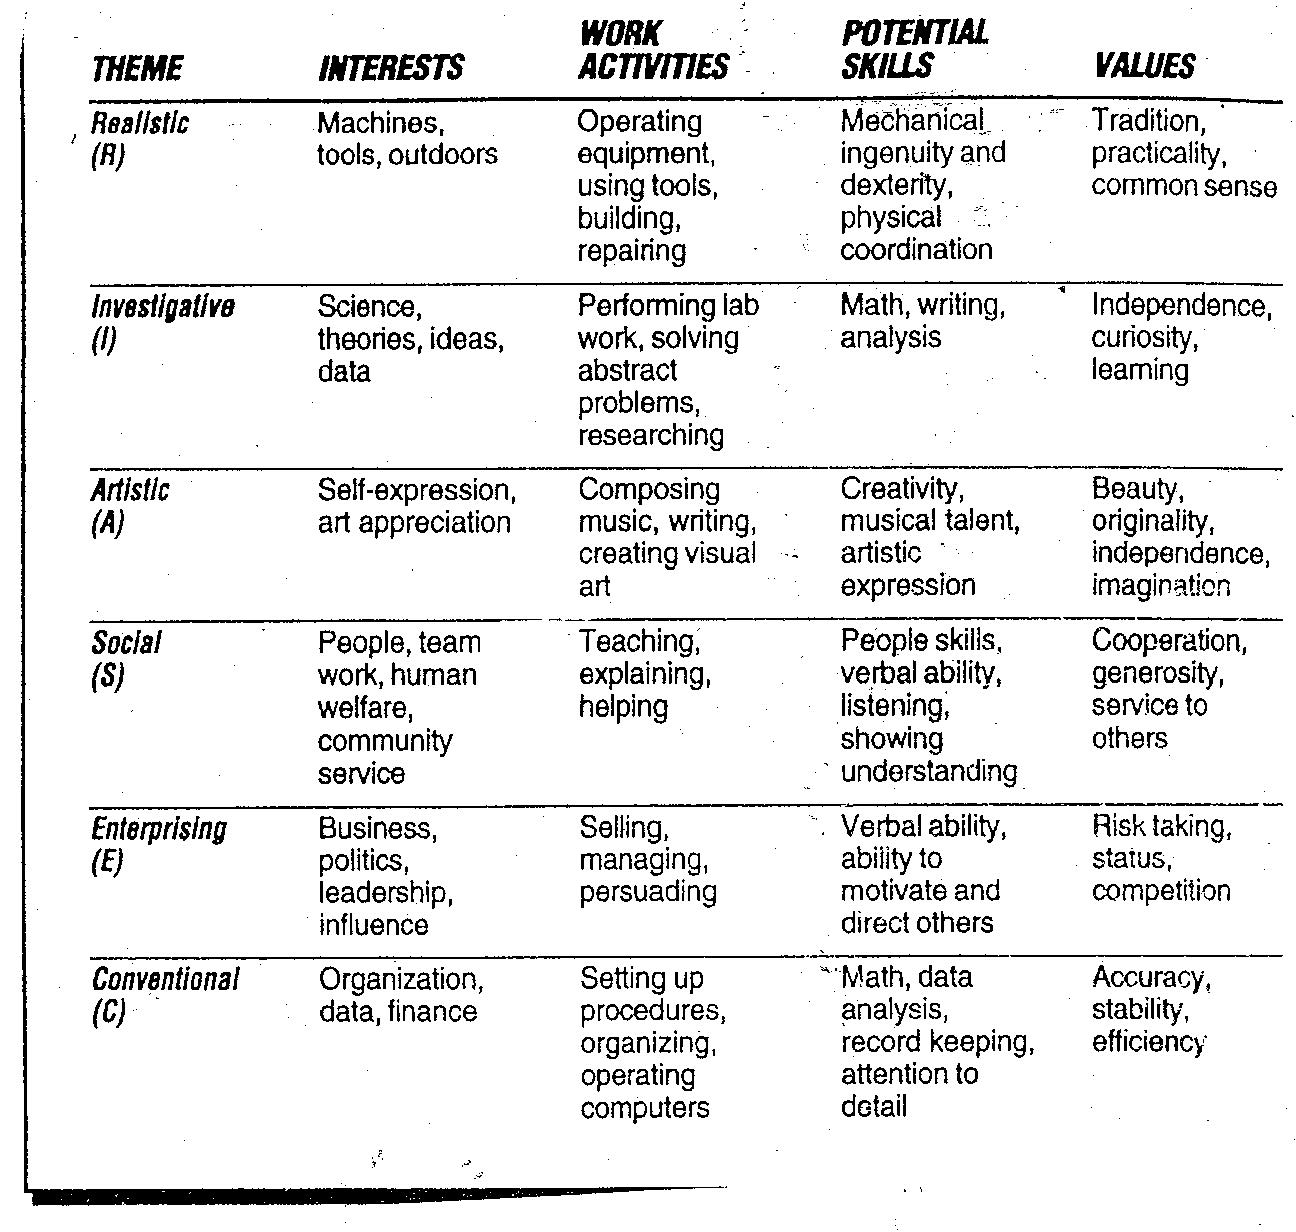 THEME INTERESTS WORK ACTIVITIES POTENTIAL SKILLS VALUES
Realistic (R)
Machines,
tools, outdoors
Operating
equipment,
using tools,
building,
repairing
Mechanical
ingenuity and
dexterity,
physical
coordination
Tradition,
practicality,
common sense
Investigative (I)
Science,
theories, ideas,
data
Performing lab
work, solving
abstract
problems,
researching
Math, writing,
analysis
Independence,
curiosity,
learning
Artistic (A)
Self-expression,
art appreciation
Composing
music, writing,
creating visual
art
Creativity,
musical talent,
artistic
expression
Beauty,
originality,
independence,
imagination
Social (S)
People, team
work, human
welfare,
community
service
Teaching,
explaining,
helping
People skills,
verbal ability,
listening,
showing
understanding
Cooperation,
generosity,
service to
others
Enterprising (E)
Business,
politics,
leadership,
influence
Selling,
managing,
persuading
Verbal ability,
ability to
motivate and
direct others
Risk taking,
status,
competition
Conventional (C)
Organization,
data, finance
Setting up
procedures,
organizing,
operating
computers
Math, data
analysis,
record keeping,
attention to
detail
Accuracy,
stability,
efficiency